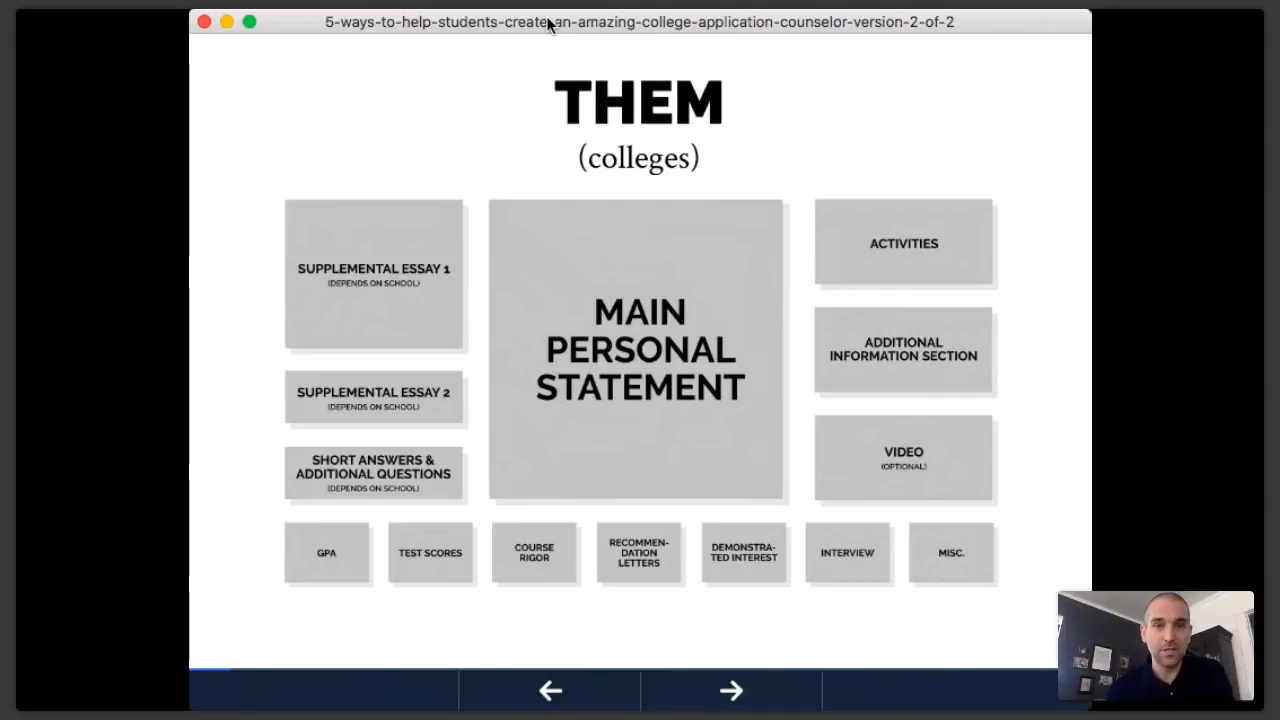 5-ways-to-help-students-create-an-amazing-college-application-counselor-version-2-of-2
THEM
(colleges)
SUPPLEMENTAL ESSAY 1
(DEPENDS ON SCHOOL)
SUPPLEMENTAL ESSAY 2
(DEPENDS ON SCHOOL)
SHORT ANSWERS &
ADDITIONAL QUESTIONS
(DEPENDS ON SCHOOL)
MAIN
PERSONAL
STATEMENT
ACTIVITIES
ADDITIONAL
INFORMATION SECTION
VIDEO
(OPTIONAL)
GPA
TEST SCORES
COURSE
RIGOR
RECOMMEN-
DATION
LETTERS
DEMONSTRA-
TED INTEREST
INTERVIEW
MISC.